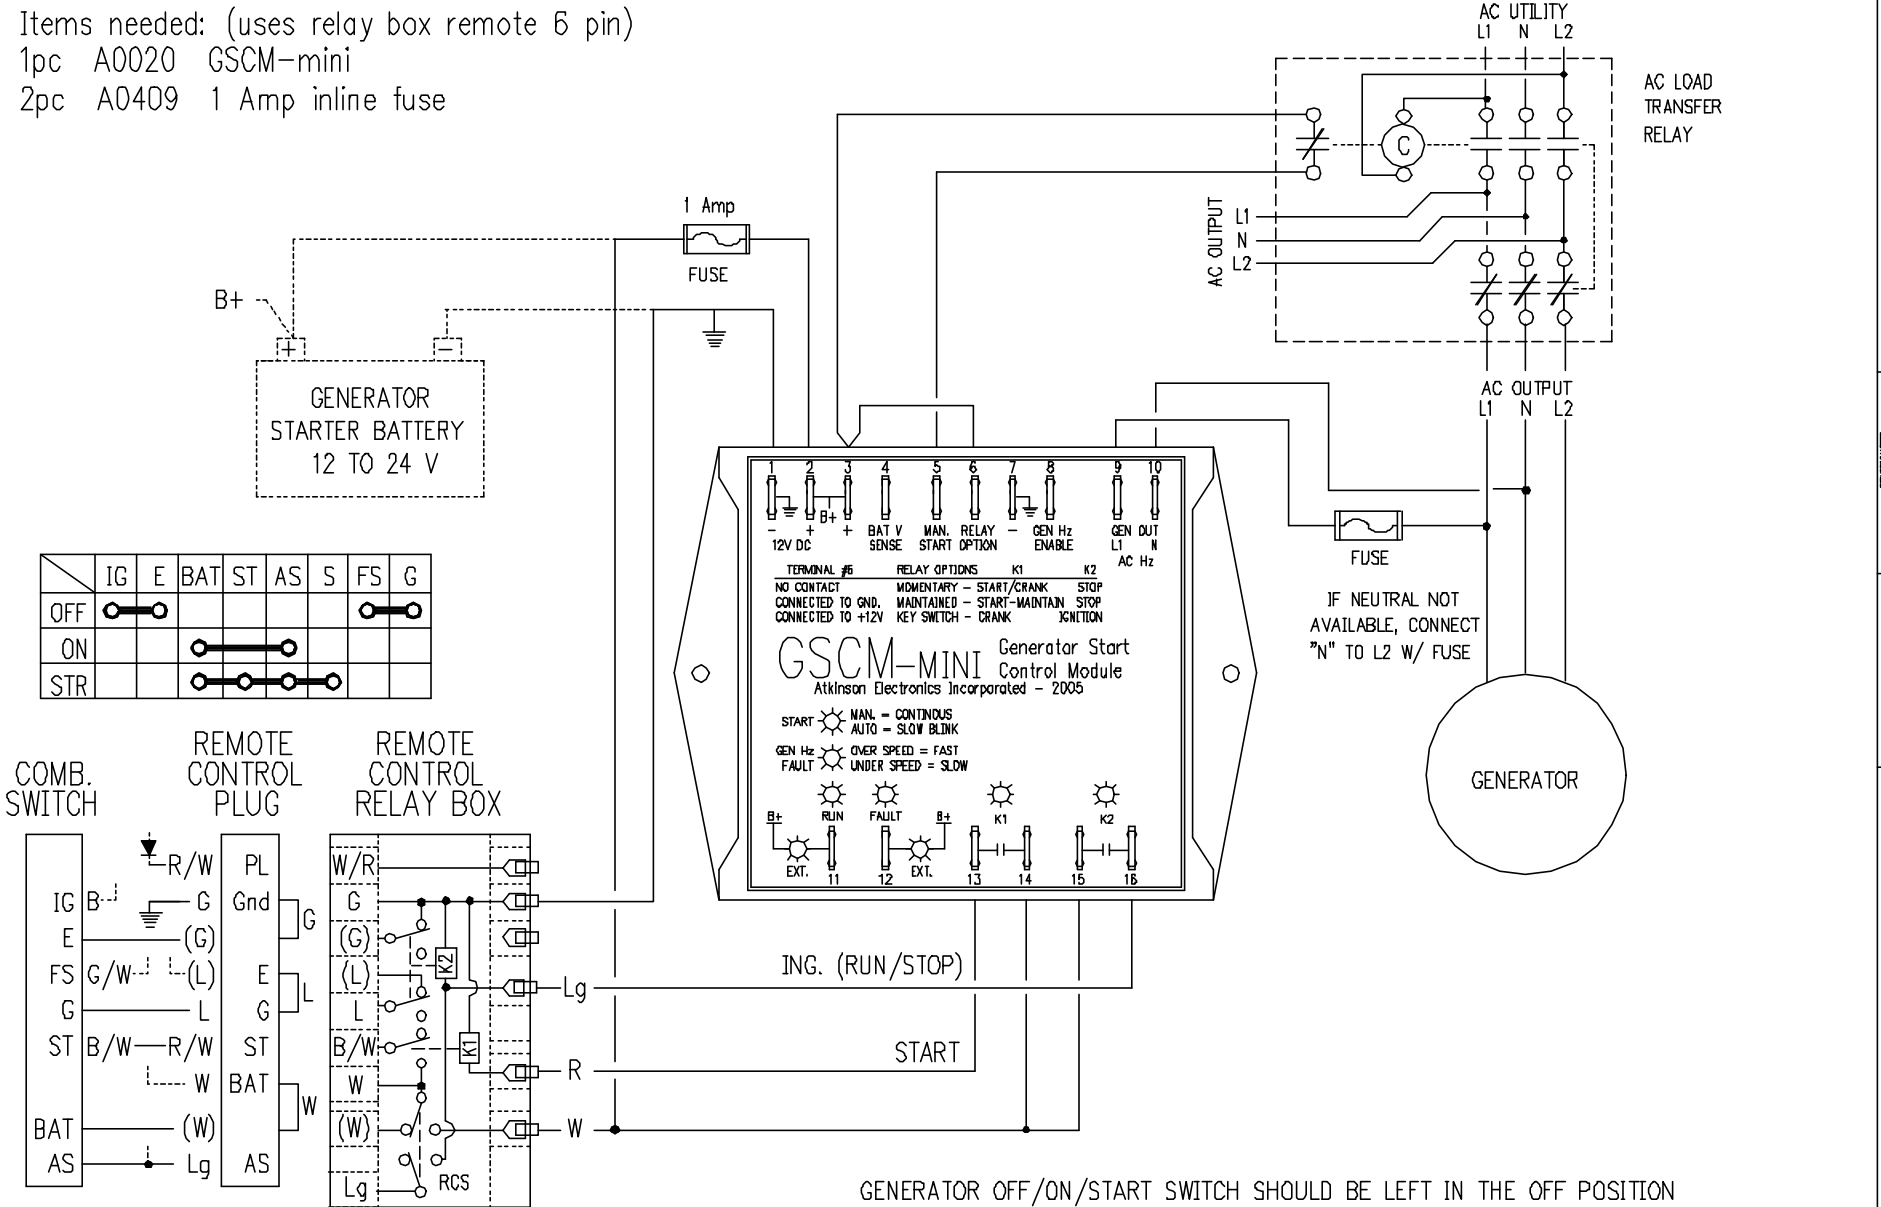 Items needed: (uses relay box remote 6 pin)
1pc A0020 GSCM-mini
2pc A0409 1 Amp inline fuse
AC UTILITY
L1 N L2
AC LOAD
TRANSFER
RELAY
C
AC OUTPUT
L1
N
L2
1 Amp
FUSE
B+
+ -
GENERATOR
STARTER BATTERY
12 TO 24 V
AC OUTPUT
L1 N L2
1 2 3 4 5 6 7 8 9 10
B+
- + + BAT V MAN. RELAY - GEN Hz GEN OUT
12V DC SENSE START OPTION ENABLE L1 N
AC Hz
TERMINAL #6 RELAY OPTIONS K1 K2
NO CONTACT MOMENTARY - START/CRANK STOP
CONNECTED TO GND. MAINTAINED - START-MAINTAIN STOP
CONNECTED TO +12V KEY SWITCH - CRANK IGNITION
GSCM-MINI Generator Start
Control Module
Atkinson Electronics Incorporated - 2005
START MAN. = CONTINOUS
AUTO = SLOW BLINK
GEN Hz OVER SPEED = FAST
FAULT UNDER SPEED = SLOW
B+ RUN FAULT B+ K1 K2
EXT. 11 12 EXT. 13 14 15 16
FUSE
IF NEUTRAL NOT
AVAILABLE, CONNECT
"N" TO L2 W/ FUSE
GENERATOR
IG E BAT ST AS S FS G
OFF
ON
STR
COMB.
SWITCH
REMOTE
CONTROL
PLUG
REMOTE
CONTROL
RELAY BOX
R/W PL W/R
IG B G Gnd G G
E (G) (G)
FS G/W (L) E L (L)
G L G L
ST B/W R/W ST B/W
W BAT W W
BAT (W) (W)
AS Lg AS Lg
K2
K1
RCS
ING. (RUN/STOP)
Lg
START
R
W
GENERATOR OFF/ON/START SWITCH SHOULD BE LEFT IN THE OFF POSITION